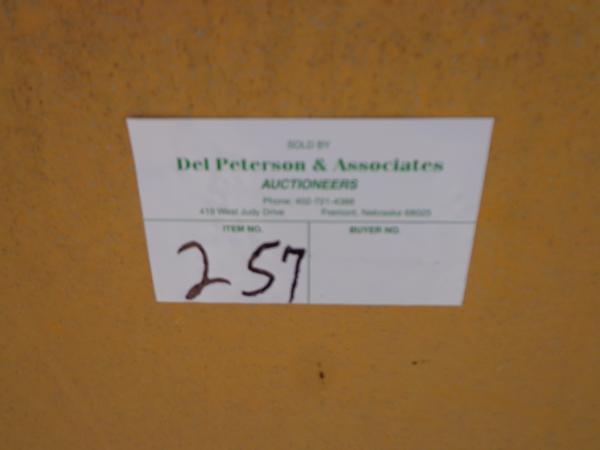 SOLD BY
Del Peterson & Associates
AUCTIONEERS
Phone: 402-721-4388
419 West Judy Drive Fremont, Nebraska 68025
ITEM NO. BUYER NO.
257